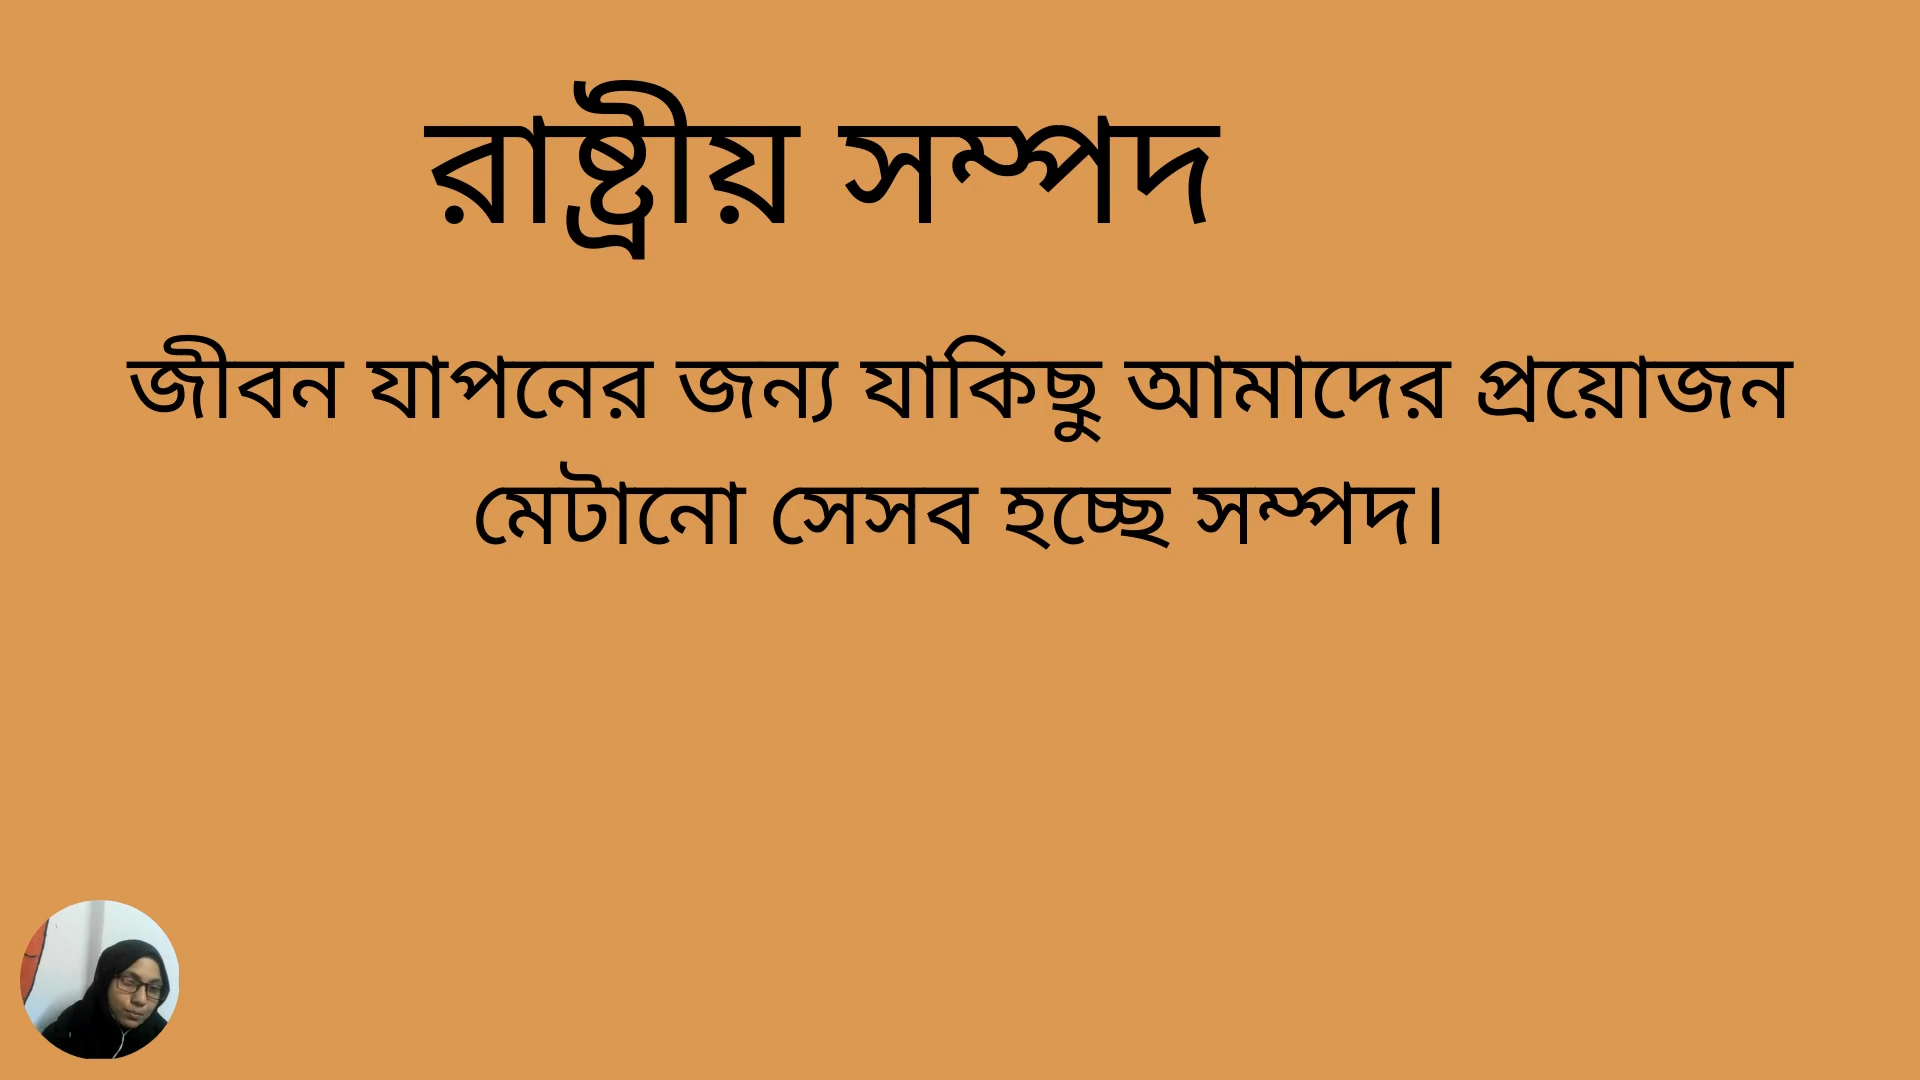 রাষ্ট্রীয় সম্পদ
জীবন যাপনের জন্য যাকিছু আমাদের প্রয়োজন
মেটানো সেসব হচ্ছে সম্পদ।